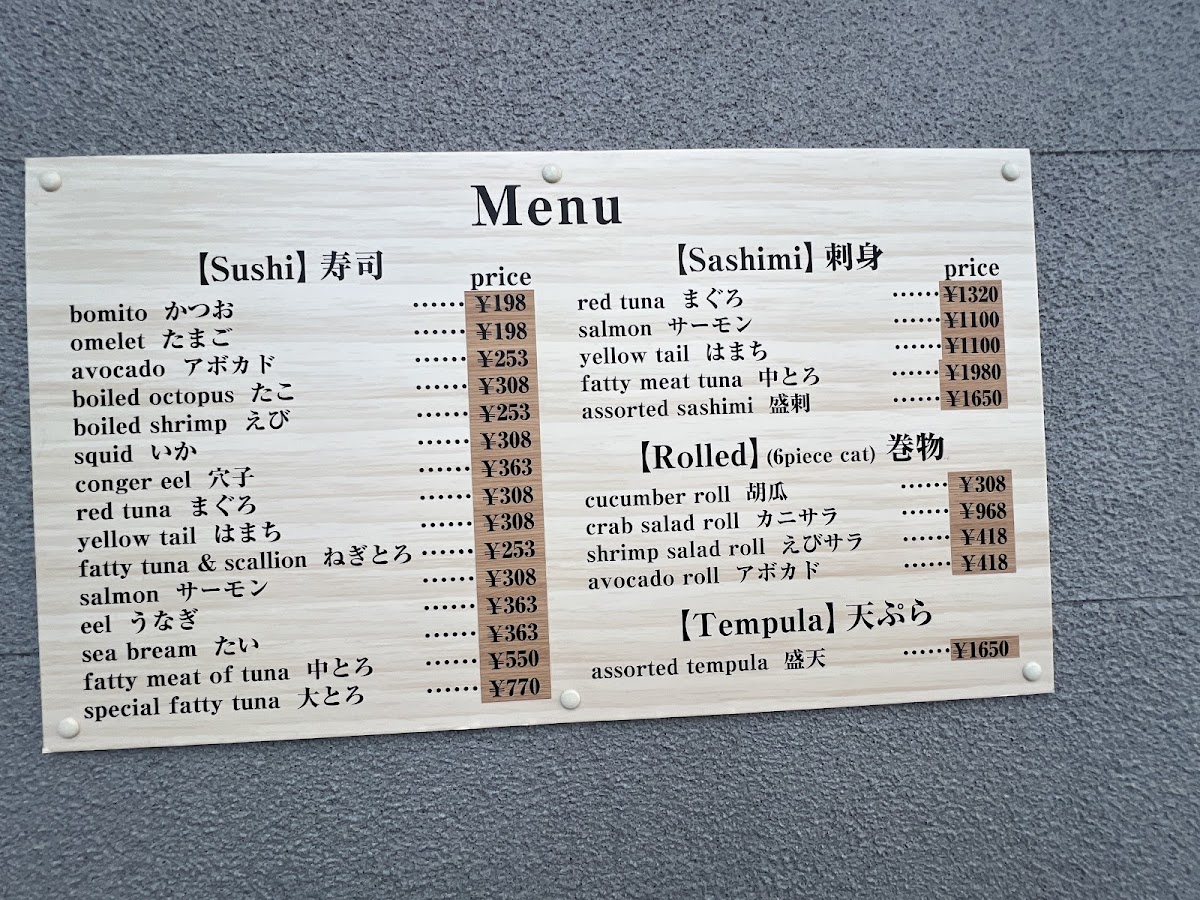 Menu
【Sushi】 寿司
price
bomito かつお ...... ¥198
omelet たまご ...... ¥198
avocado アボカド ...... ¥253
boiled octopus たこ ...... ¥308
boiled shrimp えび ...... ¥253
squid いか ...... ¥308
conger eel 穴子 ...... ¥363
red tuna まぐろ ...... ¥308
yellow tail はまち ...... ¥308
fatty tuna & scallion ねぎとろ ...... ¥253
salmon サーモン ...... ¥308
eel うなぎ ...... ¥363
sea bream たい ...... ¥363
fatty meat of tuna 中とろ ...... ¥550
special fatty tuna 大とろ ...... ¥770
【Sashimi】 刺身
price
red tuna まぐろ ...... ¥1320
salmon サーモン ...... ¥1100
yellow tail はまち ...... ¥1100
fatty meat tuna 中とろ ...... ¥1980
assorted sashimi 盛刺 ...... ¥1650
【Rolled】 (6piece cat) 巻物
cucumber roll 胡瓜 ...... ¥308
crab salad roll カニサラ ...... ¥968
shrimp salad roll えびサラ ...... ¥418
avocado roll アボカド ...... ¥418
【Tempula】 天ぷら
assorted tempula 盛天 ...... ¥1650